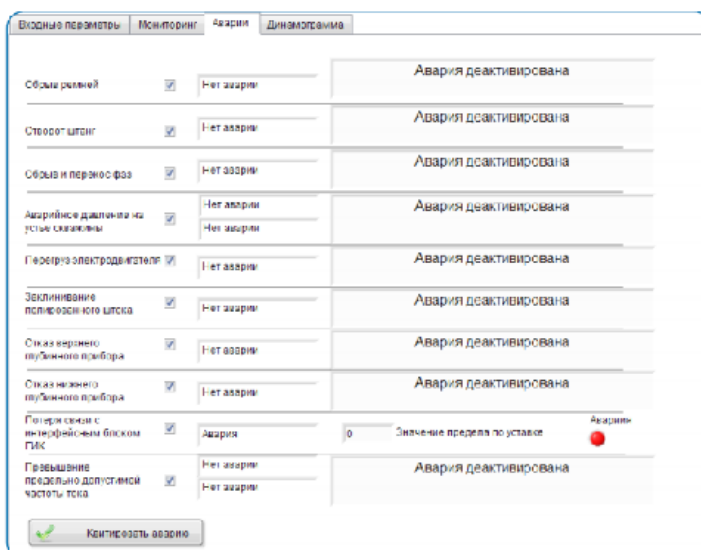 Входные параметры Мониторинг Аварии Динамограмма
Авария деактивирована
Обрыв ремней Нет аварии
Авария деактивирована
Отворот штанг Нет аварии
Авария деактивирована
Обрыв и перекос фаз Нет аварии
Нет аварии Авария деактивирована
Аварийное давление на
устье скважины Нет аварии
Авария деактивирована
Перегруз электродвигателя Нет аварии
Заклинивание Авария деактивирована
полированного штока Нет аварии
Отказ верхнего Авария деактивирована
глубинного прибора Нет аварии
Отказ нижнего Авария деактивирована
глубинного прибора Нет аварии
Потеря связи с Аварийн
интерфейсным блоком Авария 0 Значение предела по уставке
ПИК
Превышение Нет аварии Авария деактивирована
предельно допустимой
частоты тока Нет аварии
Квитировать аварию